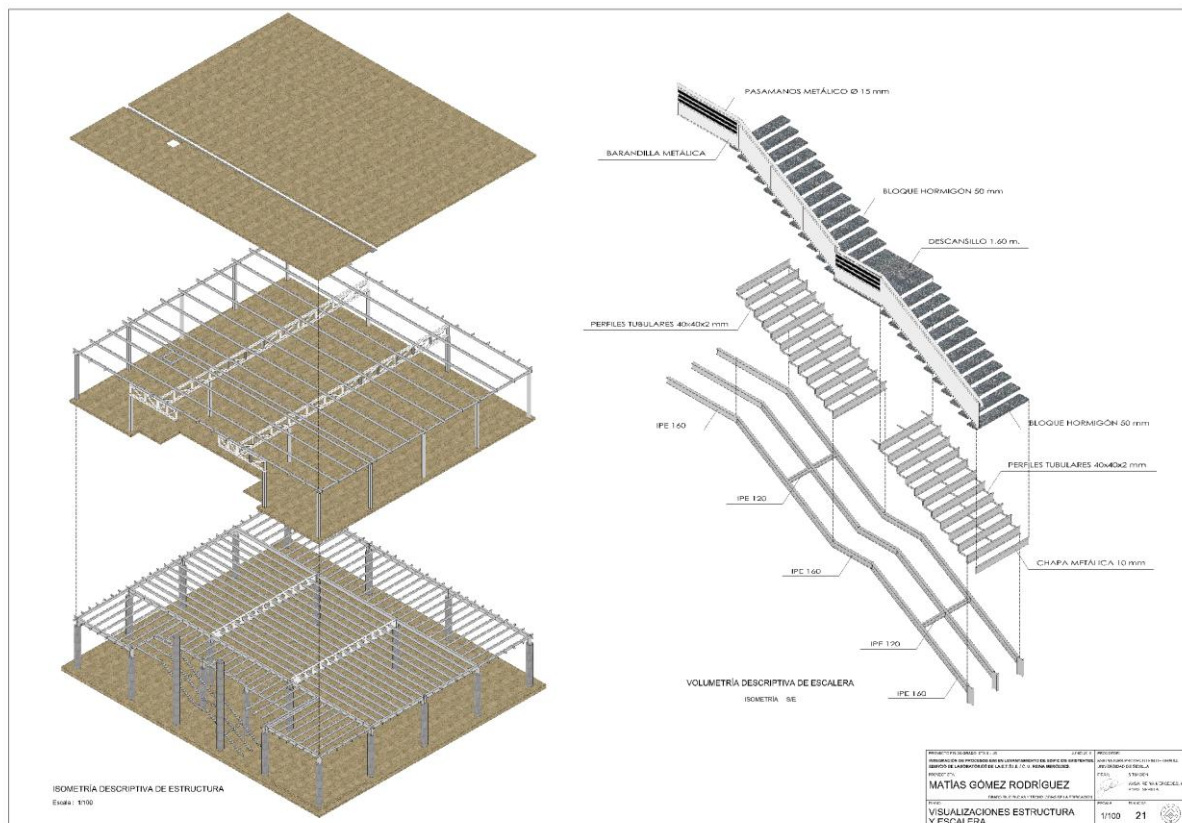 PASAMANOS METÁLICO Ø 15 mm
BARANDILLA METÁLICA
BLOQUE HORMIGÓN 50 mm
DESCANSILLO 1.60 m.
PERFILES TUBULARES 40x40x2 mm
IPE 160
BLOQUE HORMIGÓN 50 mm
PERFILES TUBULARES 40x40x2 mm
IPE 120
CHAPA METÁLICA 10 mm
IPE 160
IPE 120
IPE 160
VOLUMETRÍA DESCRIPTIVA DE ESCALERA
ISOMETRÍA S/E
ISOMETRÍA DESCRIPTIVA DE ESTRUCTURA
Escala: 1/100
MATÍAS GÓMEZ RODRÍGUEZ
VISUALIZACIONES ESTRUCTURA
Y ESCALERA
1/100 21